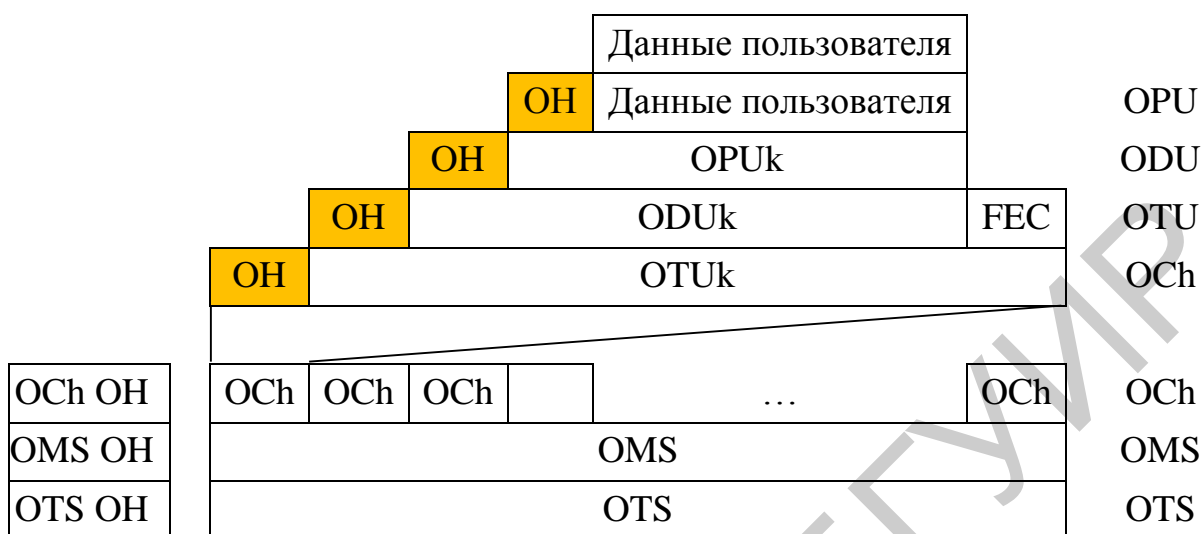 Данные пользователя
OH Данные пользователя OPU
OH OPUk ODU
OH ODUk FEC OTU
OH OTUk OCh
OCh OH OCh OCh OCh … OCh OCh
OMS OH OMS OMS
OTS OH OTS OTS